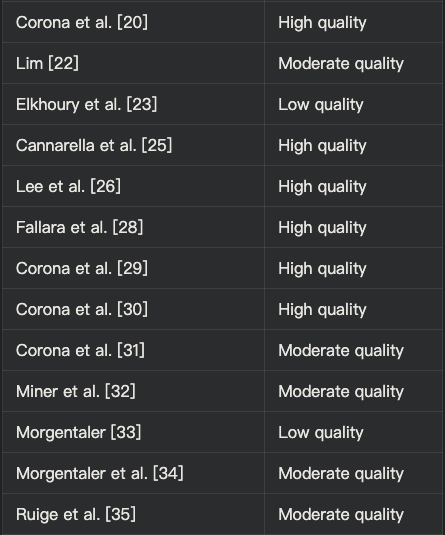 Corona et al. [20] High quality
Lim [22] Moderate quality
Elkhoury et al. [23] Low quality
Cannarella et al. [25] High quality
Lee et al. [26] High quality
Fallara et al. [28] High quality
Corona et al. [29] High quality
Corona et al. [30] High quality
Corona et al. [31] Moderate quality
Miner et al. [32] Moderate quality
Morgentaler [33] Low quality
Morgentaler et al. [34] Moderate quality
Ruige et al. [35] Moderate quality